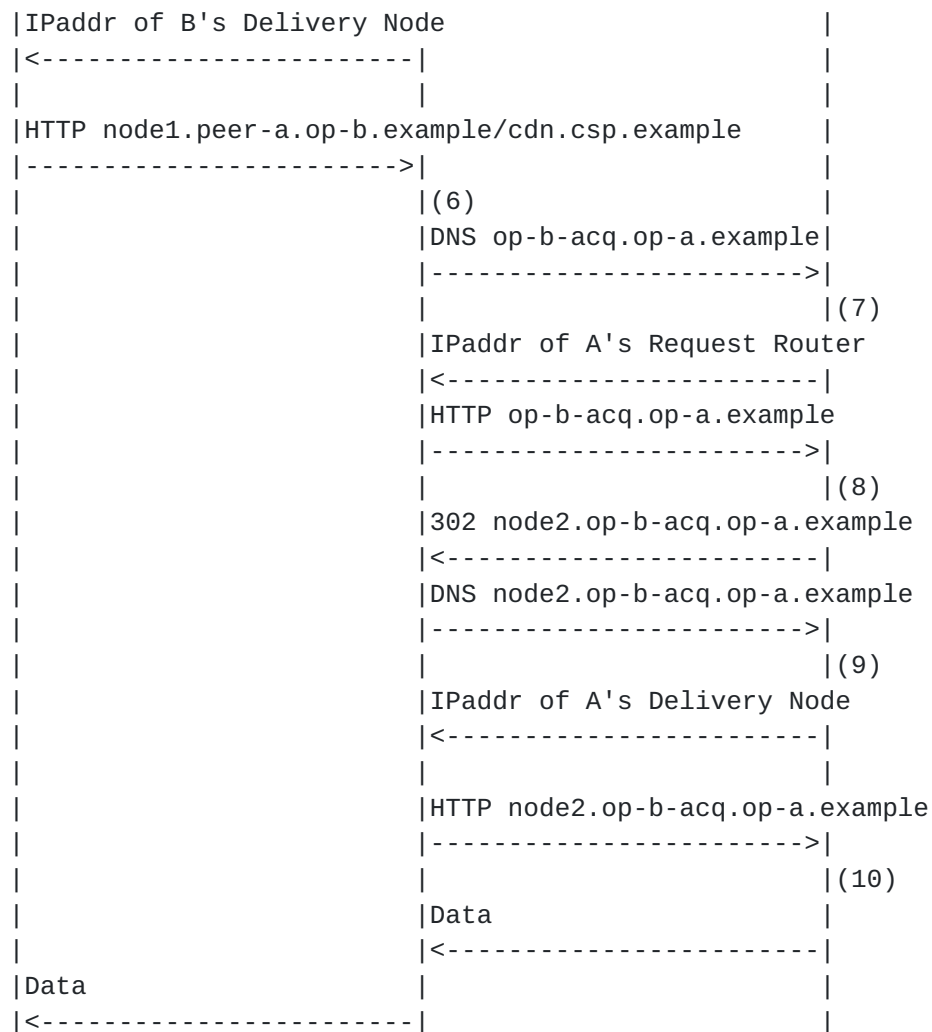 |IPaddr of B's Delivery Node                        |
|<------------------------|                         |
|                         |                         |
|HTTP node1.peer-a.op-b.example/cdn.csp.example     |
|------------------------>|                         |
|                         |(6)                      |
|                         |DNS op-b-acq.op-a.example|
|                         |------------------------>|
|                         |                         |(7)
|                         |IPaddr of A's Request Router
|                         |<------------------------|
|                         |HTTP op-b-acq.op-a.example
|                         |------------------------>|
|                         |                         |(8)
|                         |302 node2.op-b-acq.op-a.example
|                         |<------------------------|
|                         |DNS node2.op-b-acq.op-a.example
|                         |------------------------>|
|                         |                         |(9)
|                         |IPaddr of A's Delivery Node
|                         |<------------------------|
|                         |                         |
|                         |HTTP node2.op-b-acq.op-a.example
|                         |------------------------>|
|                         |                         |(10)
|                         |Data                     |
|                         |<------------------------|
|Data                     |                         |
|<------------------------|                         |